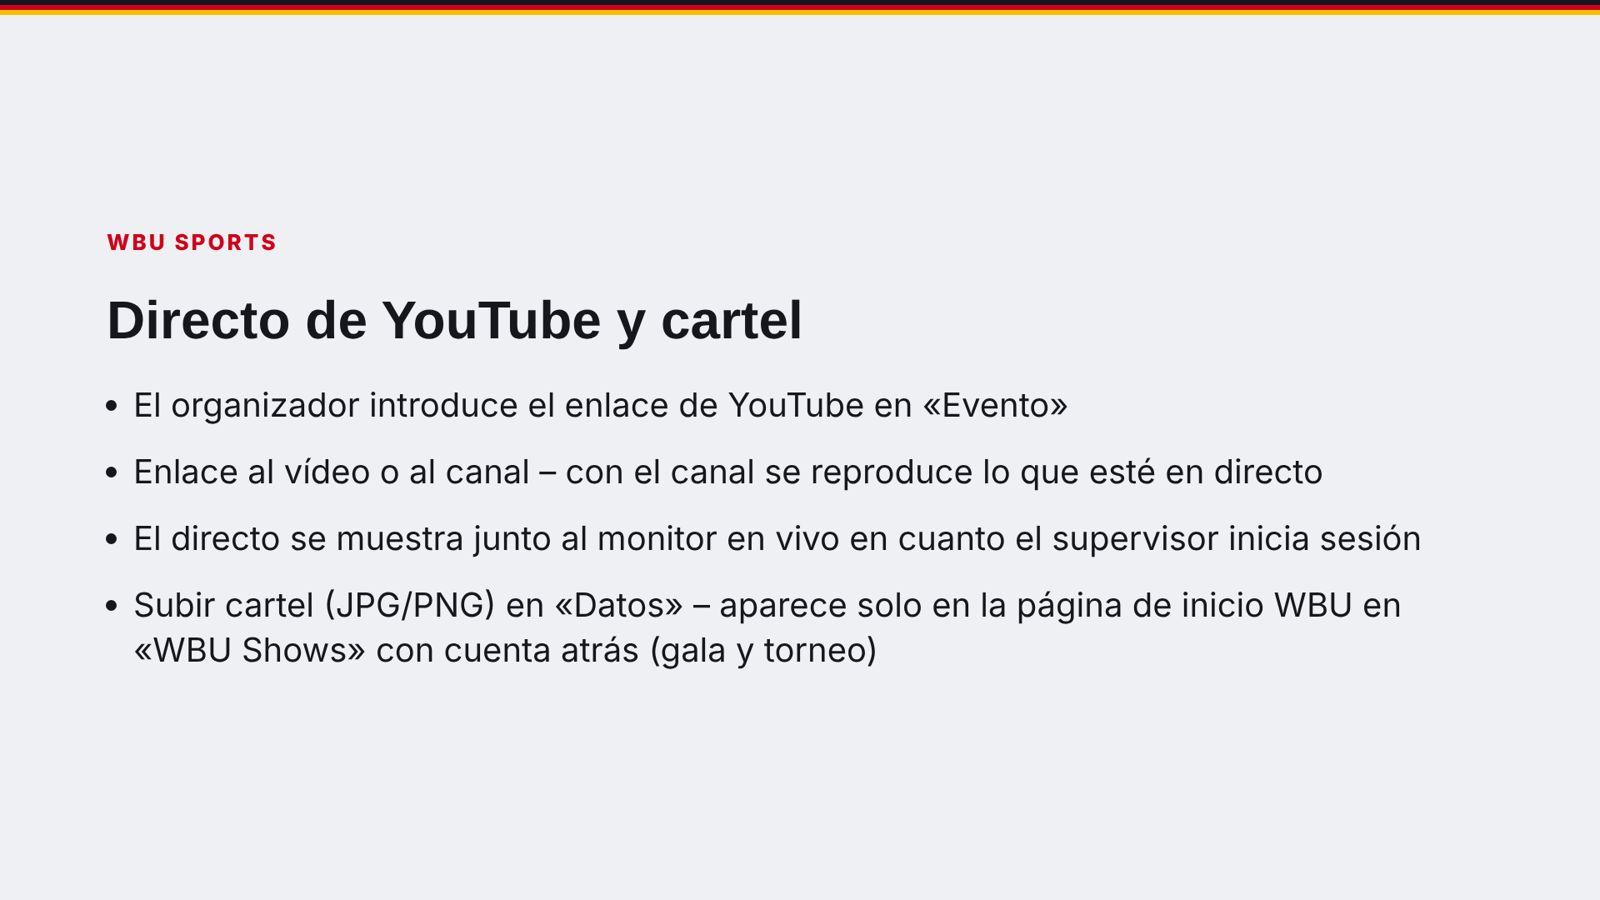 WBU SPORTS
Directo de YouTube y cartel
• El organizador introduce el enlace de YouTube en «Evento»
• Enlace al vídeo o al canal – con el canal se reproduce lo que esté en directo
• El directo se muestra junto al monitor en vivo en cuanto el supervisor inicia sesión
• Subir cartel (JPG/PNG) en «Datos» – aparece solo en la página de inicio WBU en
«WBU Shows» con cuenta atrás (gala y torneo)